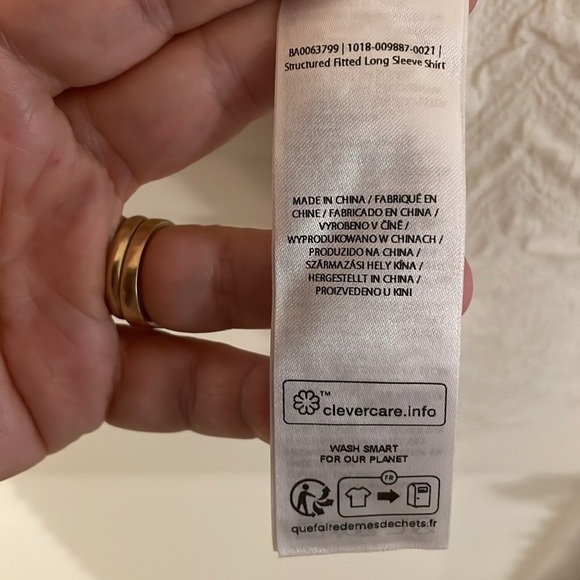 BA0063799 | 1018-009887-0021 |
Structured Fitted Long Sleeve Shirt
MADE IN CHINA / FABRIQUÉ EN
CHINE / FABRICADO EN CHINA /
VYROBENO V ČÍNĚ /
WYPRODUKOWANO W CHINACH /
PRODUZIDO NA CHINA /
SZÁRMAZÁSI HELY KÍNA /
HERGESTELLT IN CHINA /
PROIZVEDENO U KINI
TM
clevercare.info
WASH SMART
FOR OUR PLANET
FR
quefairedemesdechets.fr